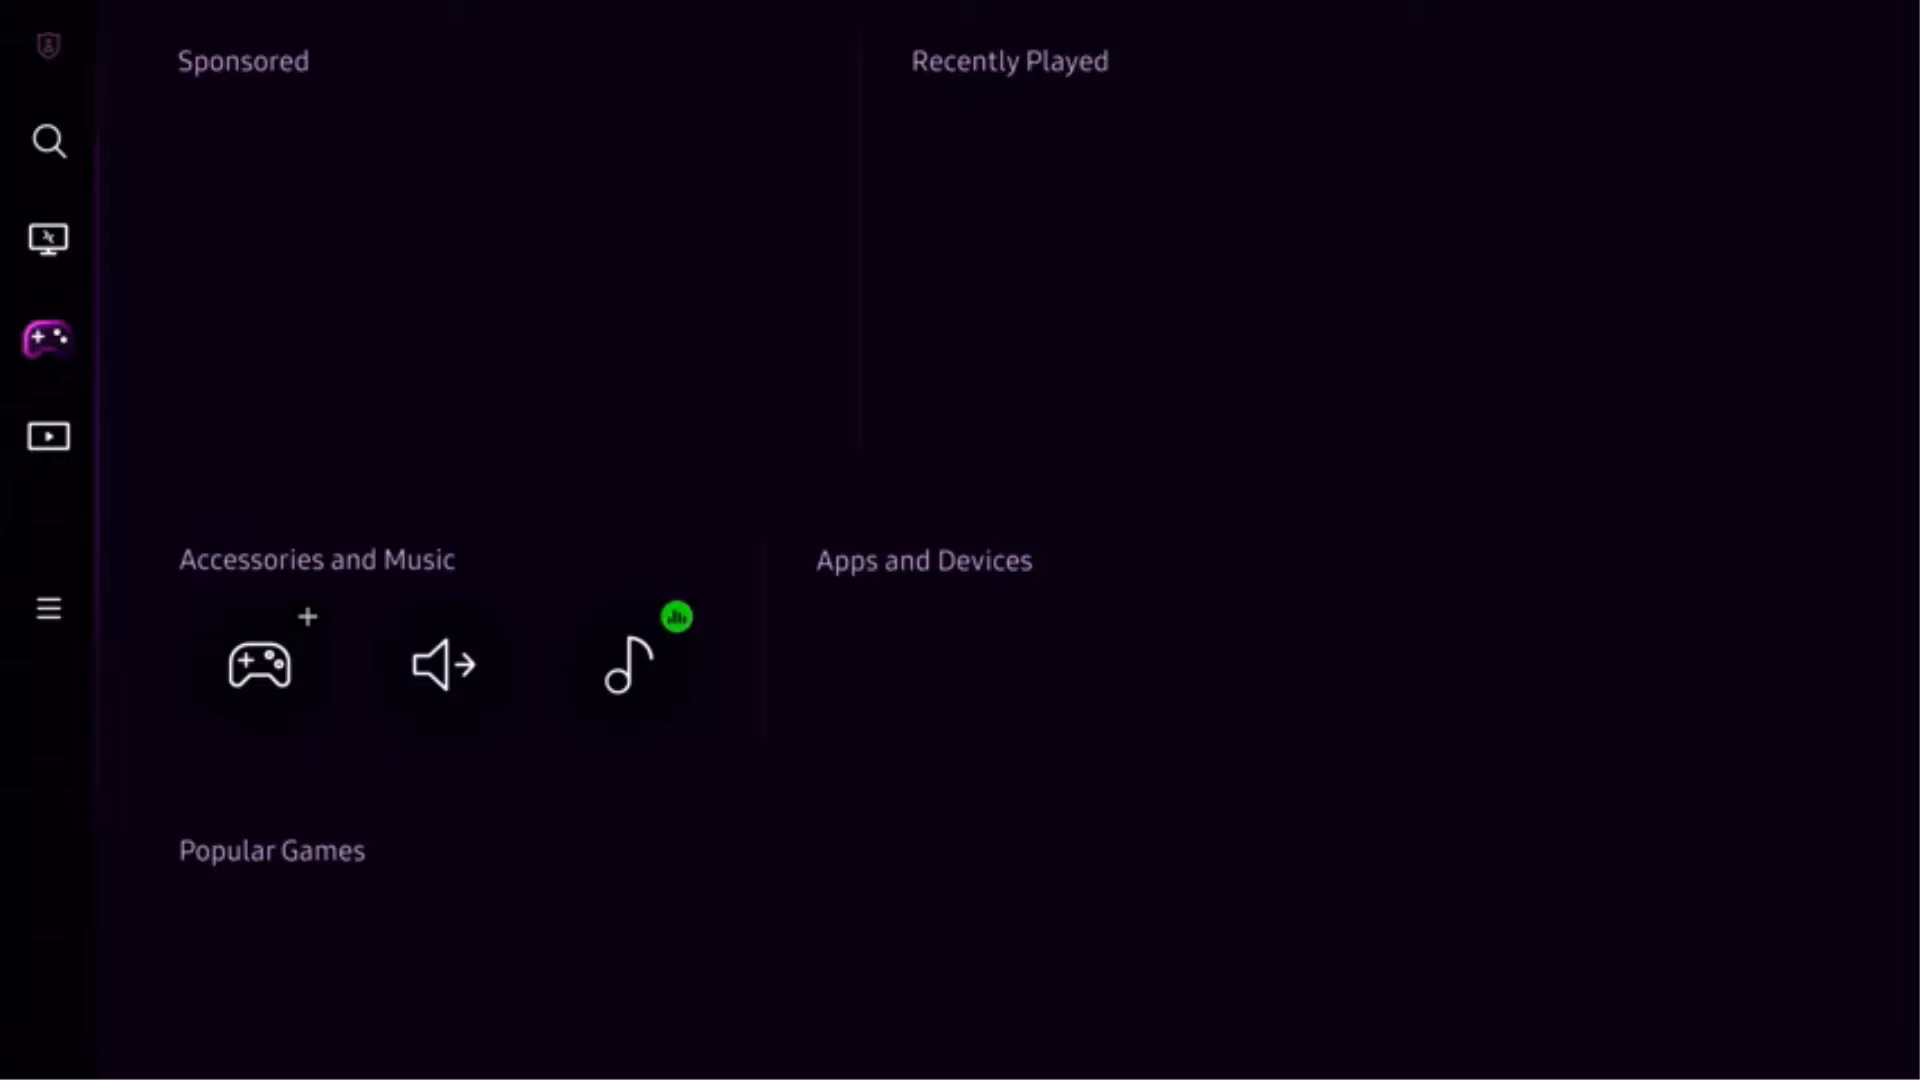 Sponsored
Recently Played
Accessories and Music
Apps and Devices
Popular Games